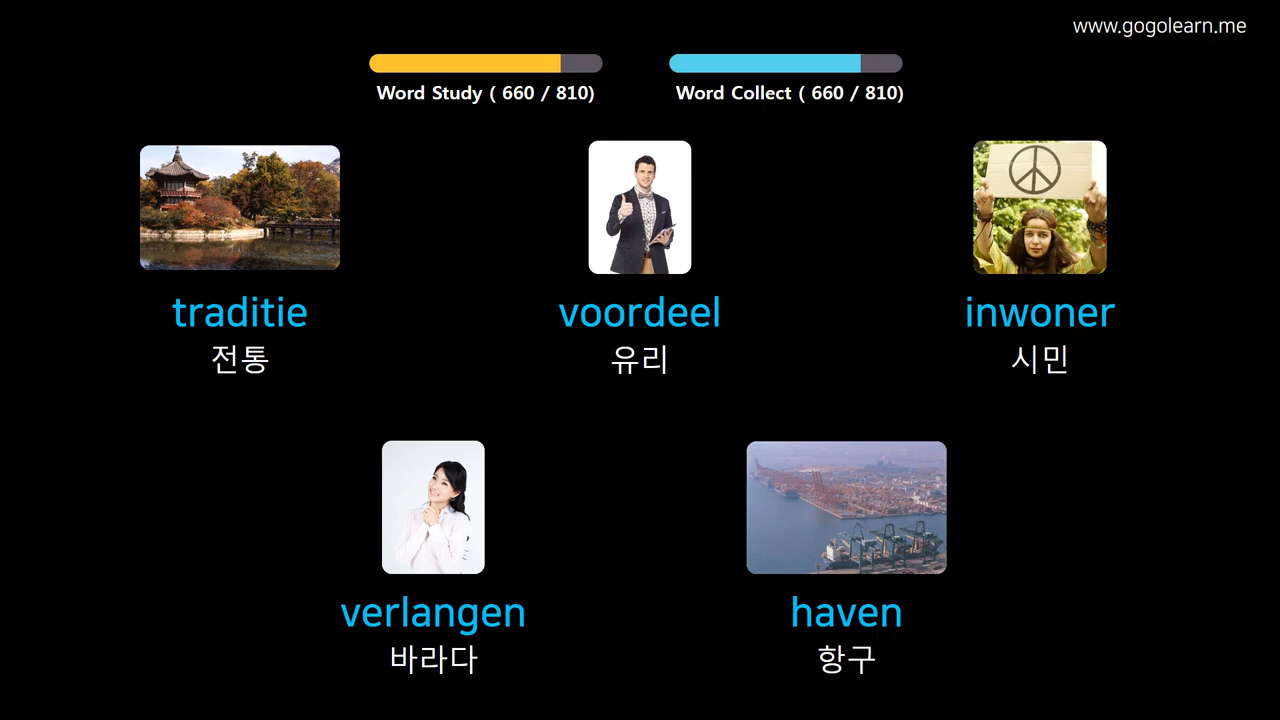 www.gogolearn.me
Word Study ( 660 / 810)
Word Collect ( 660 / 810)
traditie
전통
voordeel
유리
inwoner
시민
verlangen
바라다
haven
항구